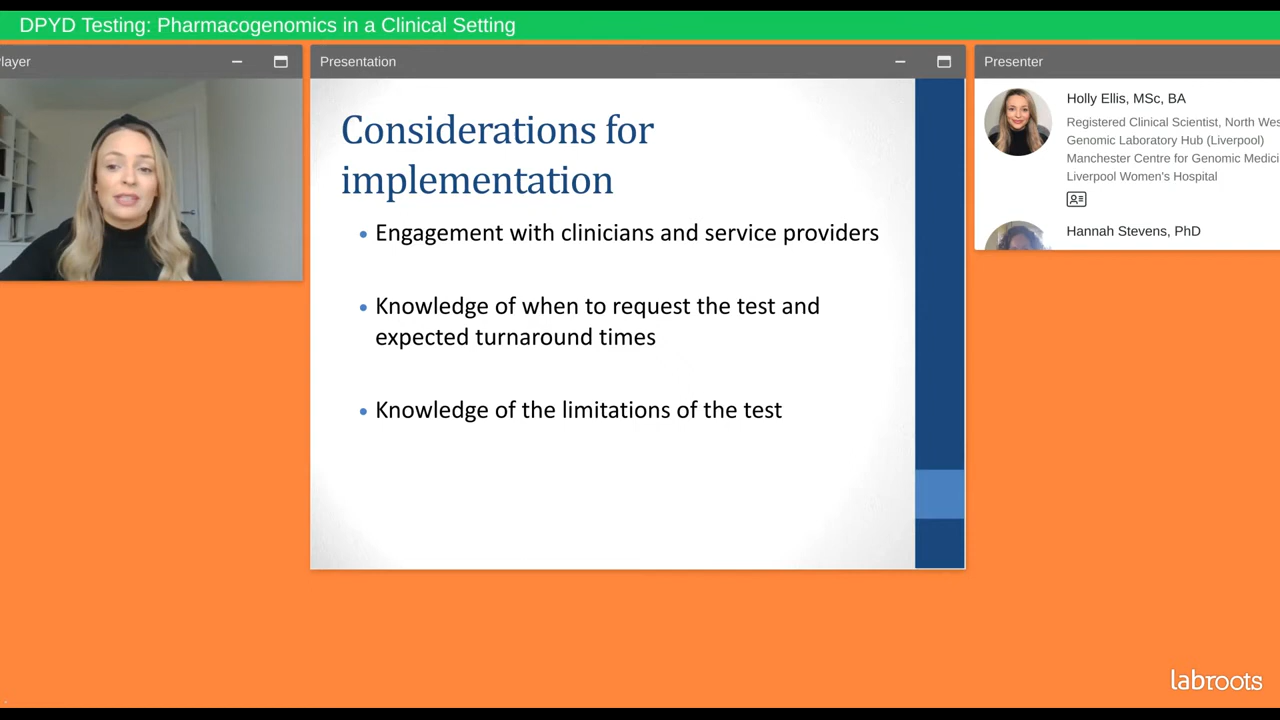 DPYD Testing: Pharmacogenomics in a Clinical Setting
layer
Presentation
Presenter
Considerations for
implementation
• Engagement with clinicians and service providers
• Knowledge of when to request the test and
expected turnaround times
• Knowledge of the limitations of the test
Holly Ellis, MSc, BA
Registered Clinical Scientist, North Wes
Genomic Laboratory Hub (Liverpool)
Manchester Centre for Genomic Medici
Liverpool Women's Hospital
Hannah Stevens, PhD
labroots